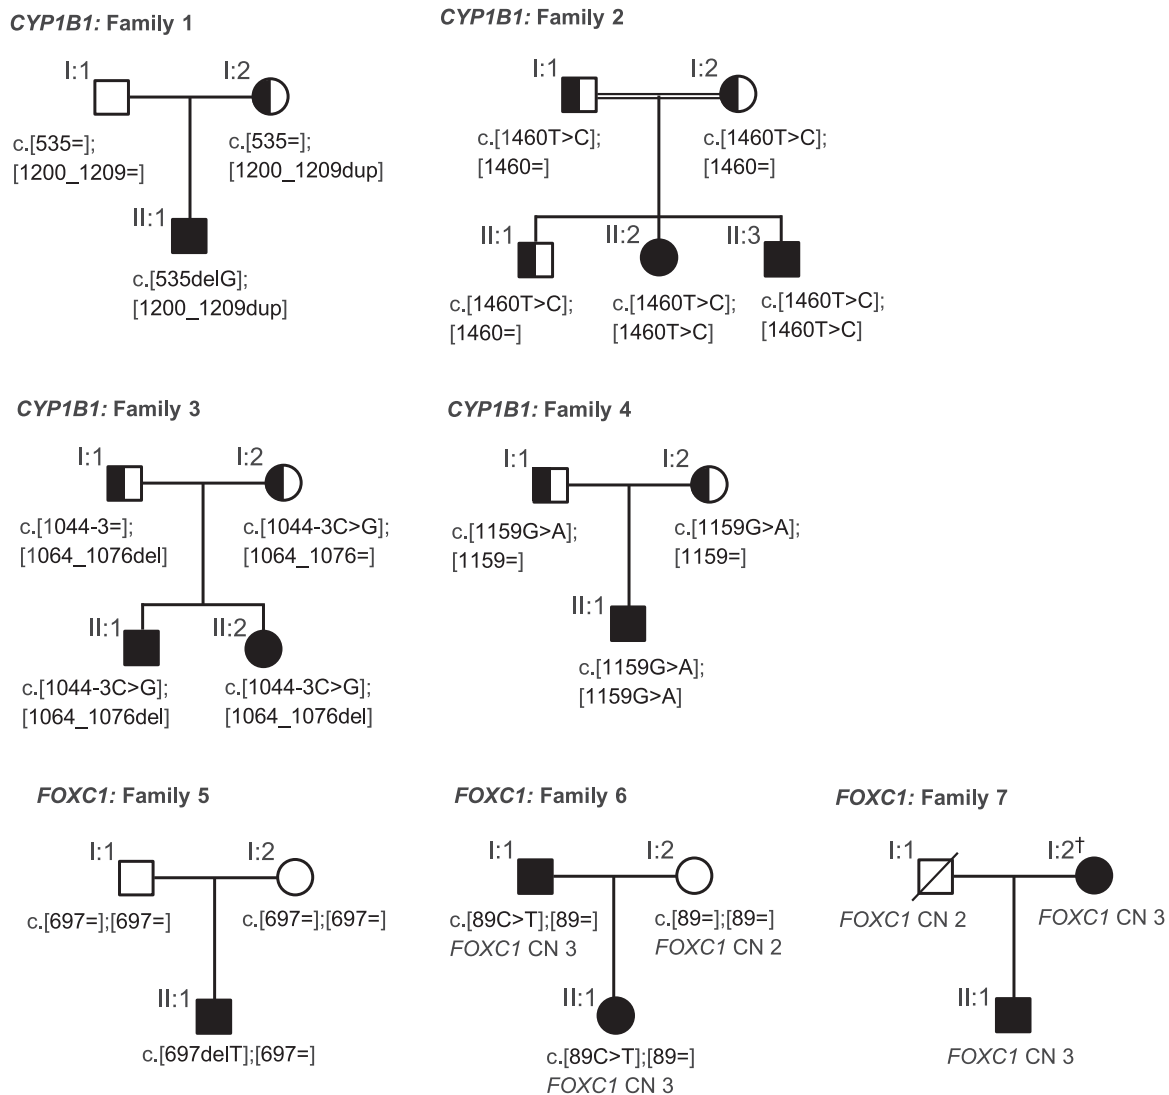 CYP1B1: Family 1
I:1
I:2
c.[535=];
[1200_1209=]
c.[535=];
[1200_1209dup]
II:1
c.[535delG];
[1200_1209dup]
CYP1B1: Family 2
I:1
I:2
c.[1460T>C];
[1460=]
c.[1460T>C];
[1460=]
II:1
II:2
II:3
c.[1460T>C];
[1460=]
c.[1460T>C];
[1460T>C]
c.[1460T>C];
[1460T>C]
CYP1B1: Family 3
I:1
I:2
c.[1044-3=];
[1064_1076del]
c.[1044-3C>G];
[1064_1076=]
II:1
II:2
c.[1044-3C>G];
[1064_1076del]
c.[1044-3C>G];
[1064_1076del]
CYP1B1: Family 4
I:1
I:2
c.[1159G>A];
[1159=]
c.[1159G>A];
[1159=]
II:1
c.[1159G>A];
[1159G>A]
FOXC1: Family 5
I:1
I:2
c.[697=];[697=]
c.[697=];[697=]
II:1
c.[697delT];[697=]
FOXC1: Family 6
I:1
I:2
c.[89C>T];[89=]
FOXC1 CN 3
c.[89=];[89=]
FOXC1 CN 2
II:1
c.[89C>T];[89=]
FOXC1 CN 3
FOXC1: Family 7
I:1
I:2†
FOXC1 CN 2
FOXC1 CN 3
II:1
FOXC1 CN 3